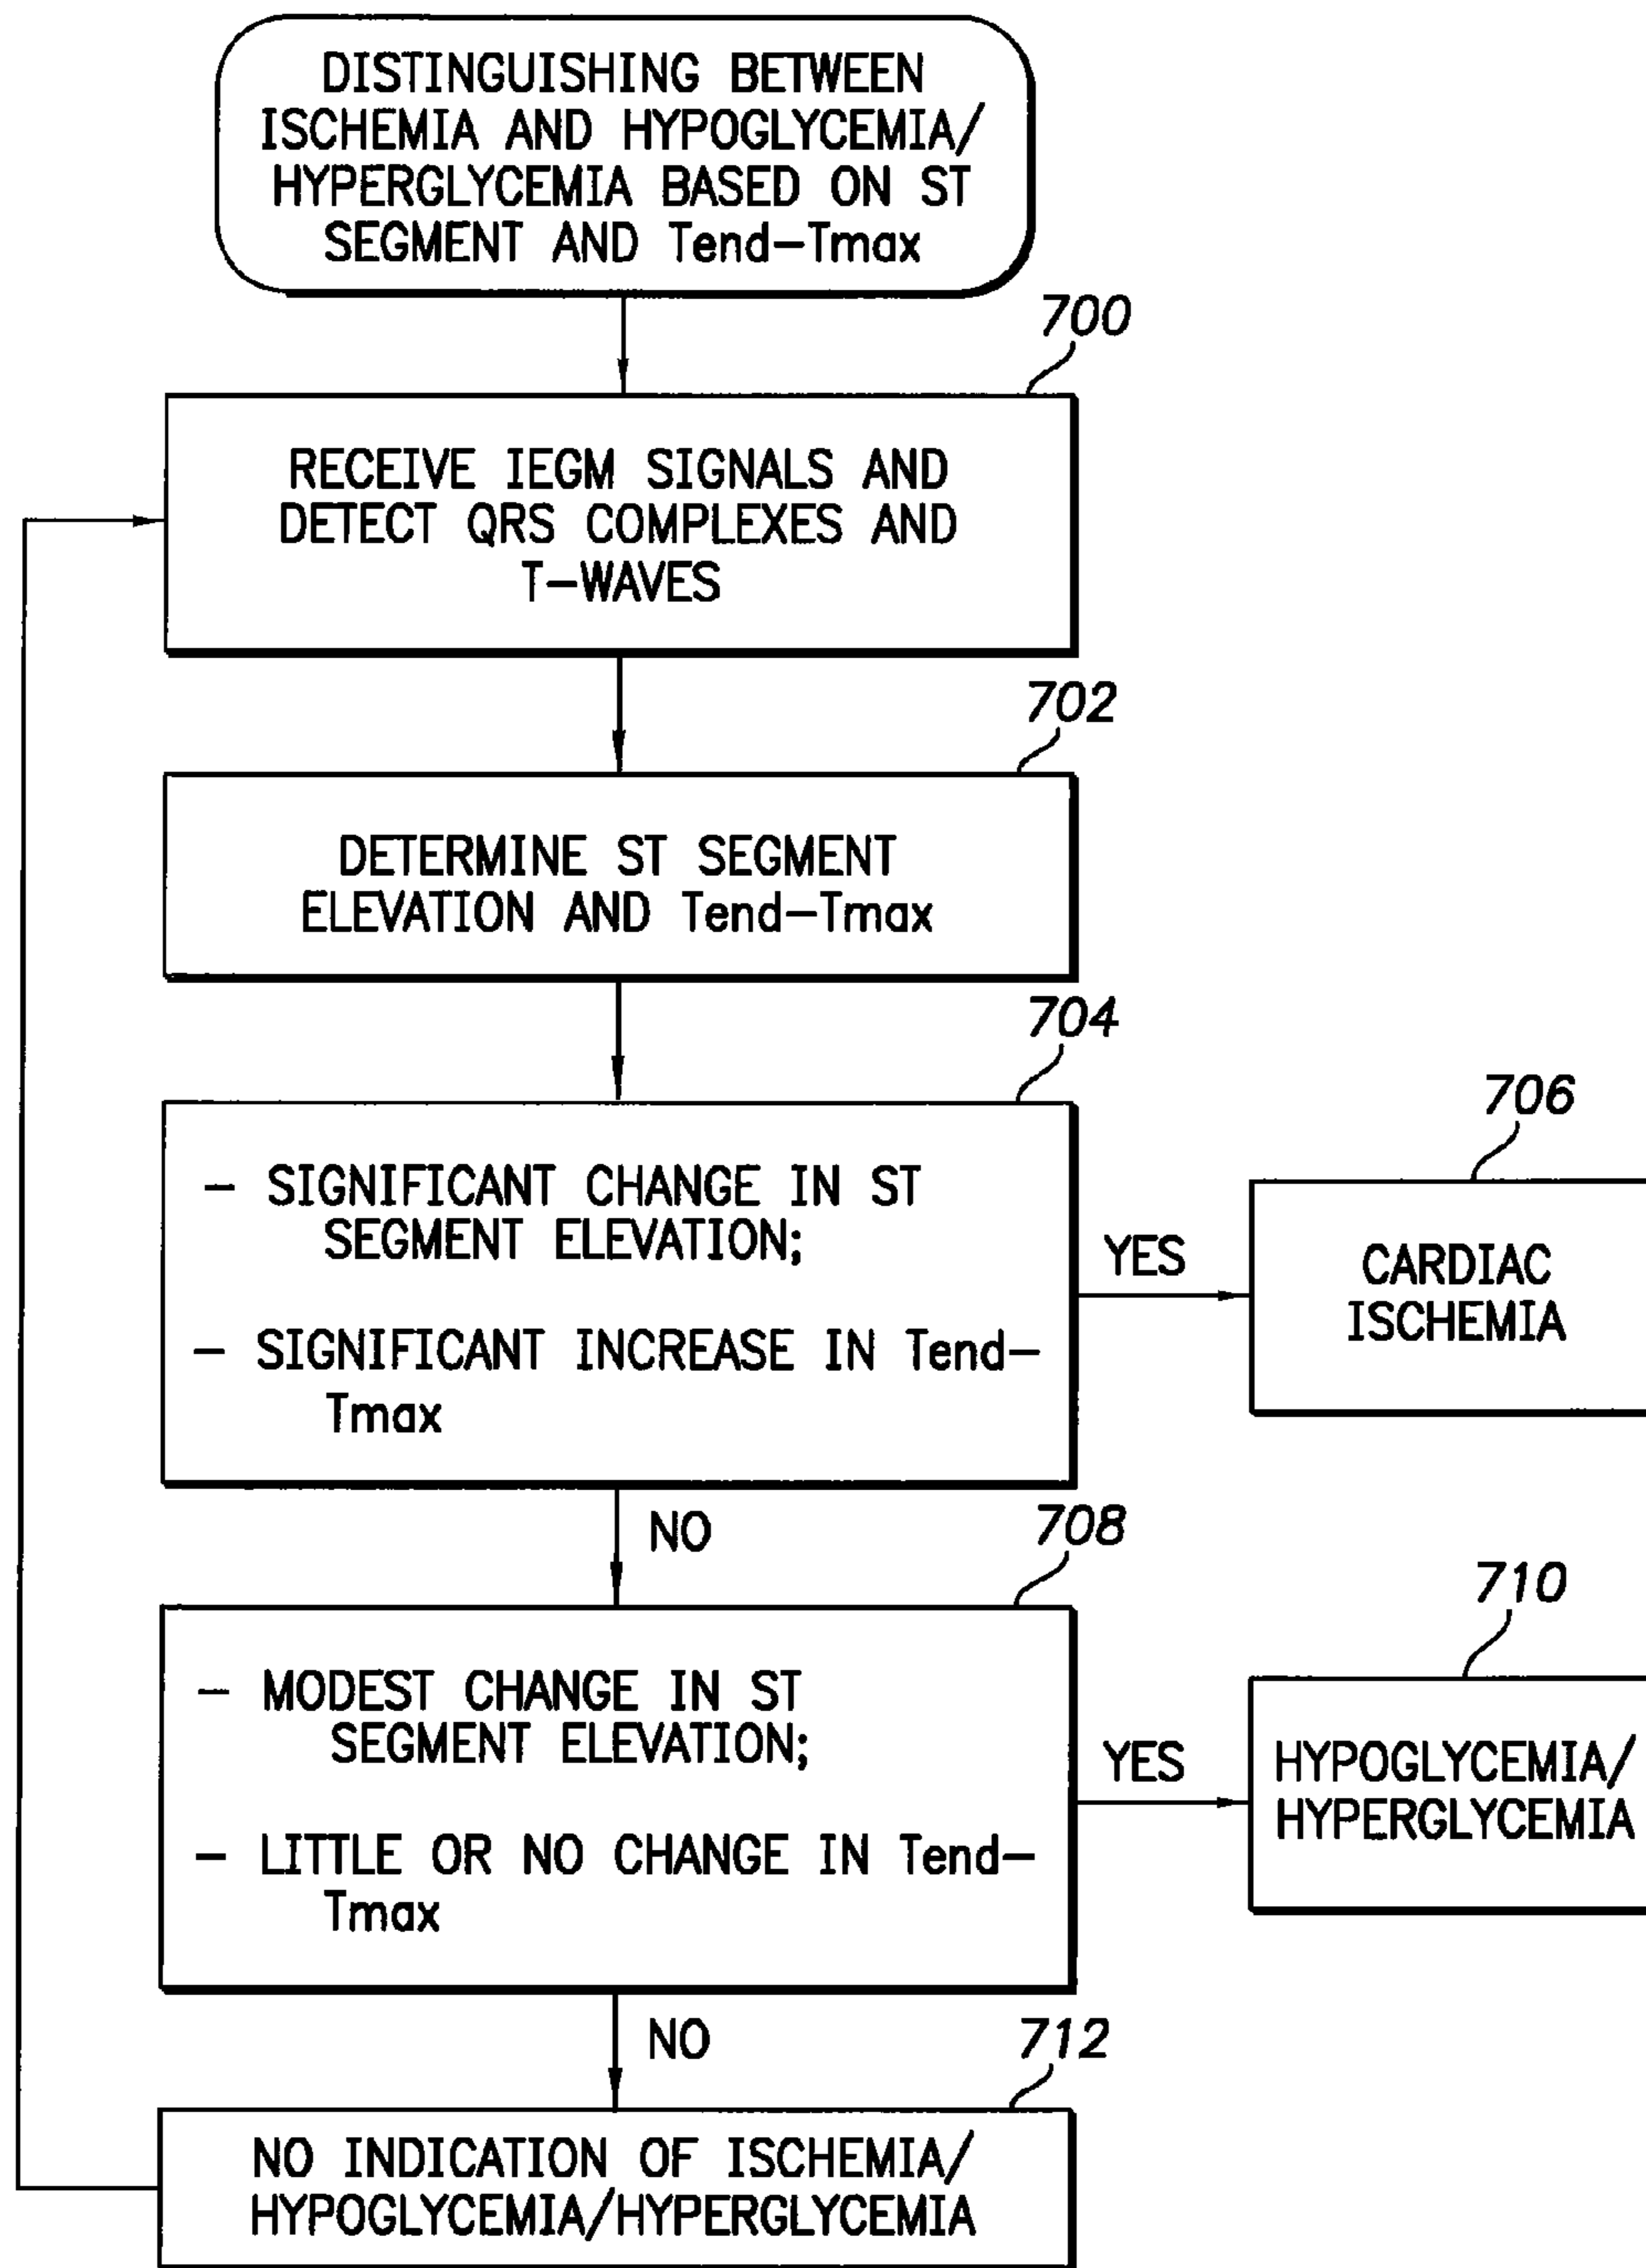 DISTINGUISHING BETWEEN
ISCHEMIA AND HYPOGLYCEMIA/
HYPERGLYCEMIA BASED ON ST
SEGMENT AND Tend-Tmax
700
RECEIVE IEGM SIGNALS AND
DETECT QRS COMPLEXES AND
T-WAVES
702
DETERMINE ST SEGMENT
ELEVATION AND Tend-Tmax
704
- SIGNIFICANT CHANGE IN ST
SEGMENT ELEVATION;
- SIGNIFICANT INCREASE IN Tend-
Tmax
YES
706
CARDIAC
ISCHEMIA
NO
708
- MODEST CHANGE IN ST
SEGMENT ELEVATION;
- LITTLE OR NO CHANGE IN Tend-
Tmax
YES
710
HYPOGLYCEMIA/
HYPERGLYCEMIA
NO
712
NO INDICATION OF ISCHEMIA/
HYPOGLYCEMIA/HYPERGLYCEMIA